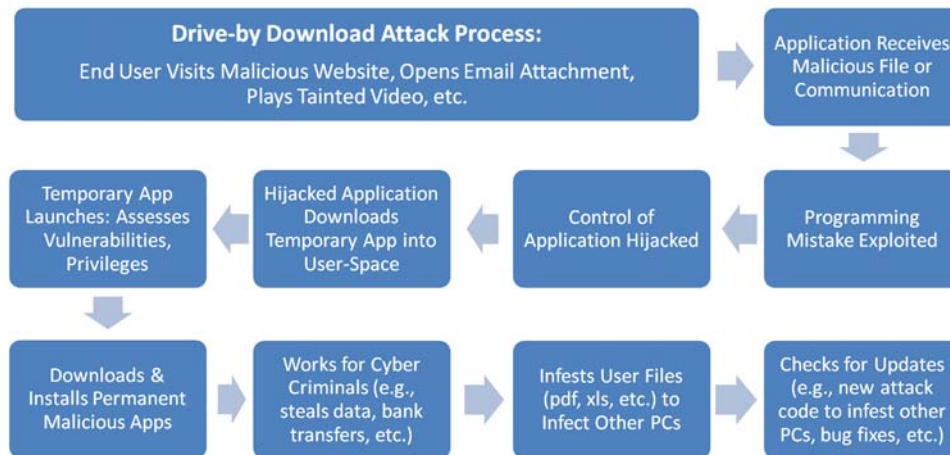 Drive-by Download Attack Process:
End User Visits Malicious Website, Opens Email Attachment,
Plays Tainted Video, etc.
Application Receives
Malicious File or
Communication
Programming
Mistake Exploited
Control of
Application Hijacked
Hijacked Application
Downloads
Temporary App into
User-Space
Temporary App
Launches: Assesses
Vulnerabilities,
Privileges
Downloads &
Installs Permanent
Malicious Apps
Works for Cyber
Criminals (e.g.,
steals data, bank
transfers, etc.)
Infests User Files
(pdf, xls, etc.) to
Infect Other PCs
Checks for Updates
(e.g., new attack
code to infest other
PCs, bug fixes, etc.)